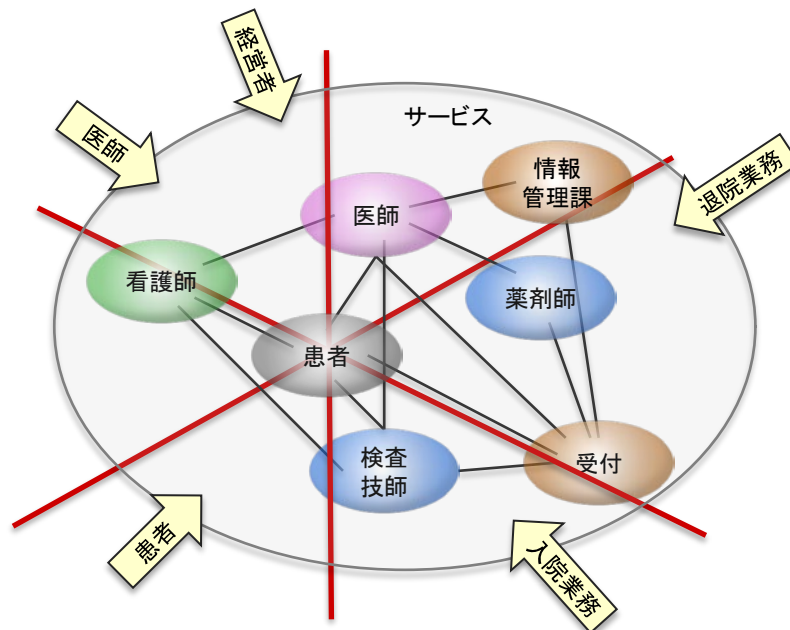 経営者
サービス
医師
情報
管理課
退院業務
医師
看護師
薬剤師
患者
検査
技師
受付
患者
入院業務